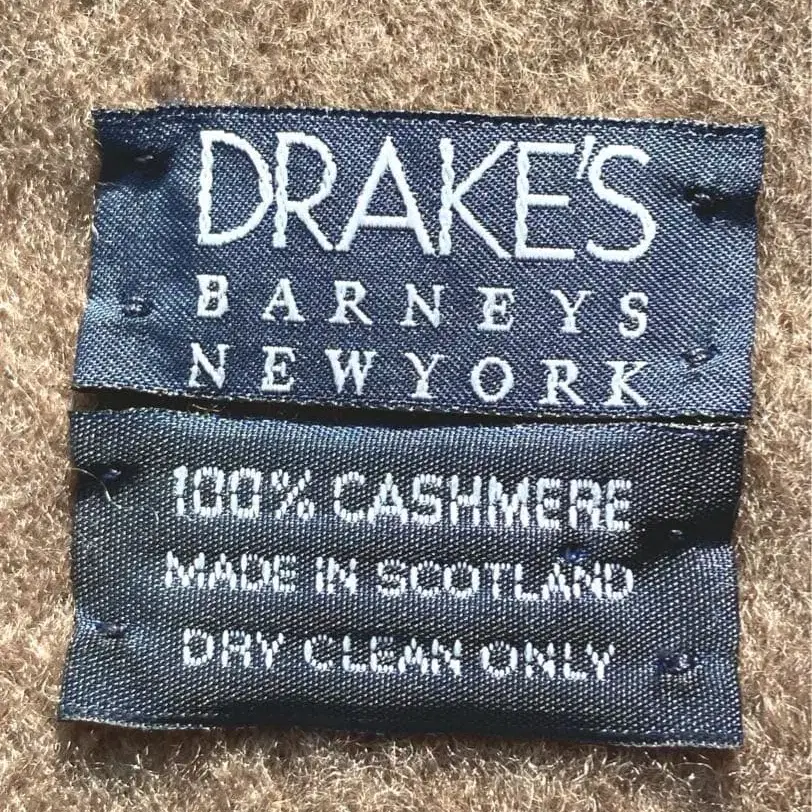 DRAKE'S
BARNEYS
NEWYORK
100% CASHMERE
MADE IN SCOTLAND
DRY CLEAN ONLY